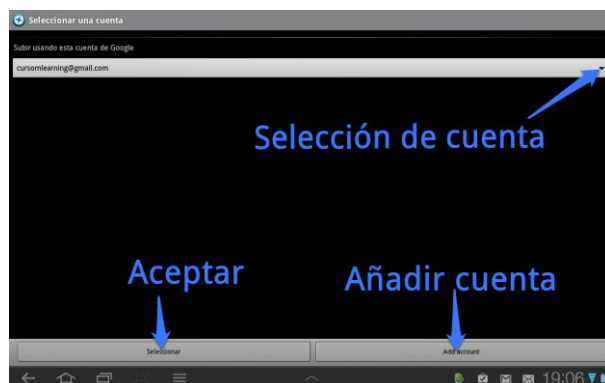 Seleccionar una cuenta
Subir usando esta cuenta de Google
cursomlearning@gmail.com
Selección de cuenta
Aceptar
Añadir cuenta
Seleccionar
Add account
19:06